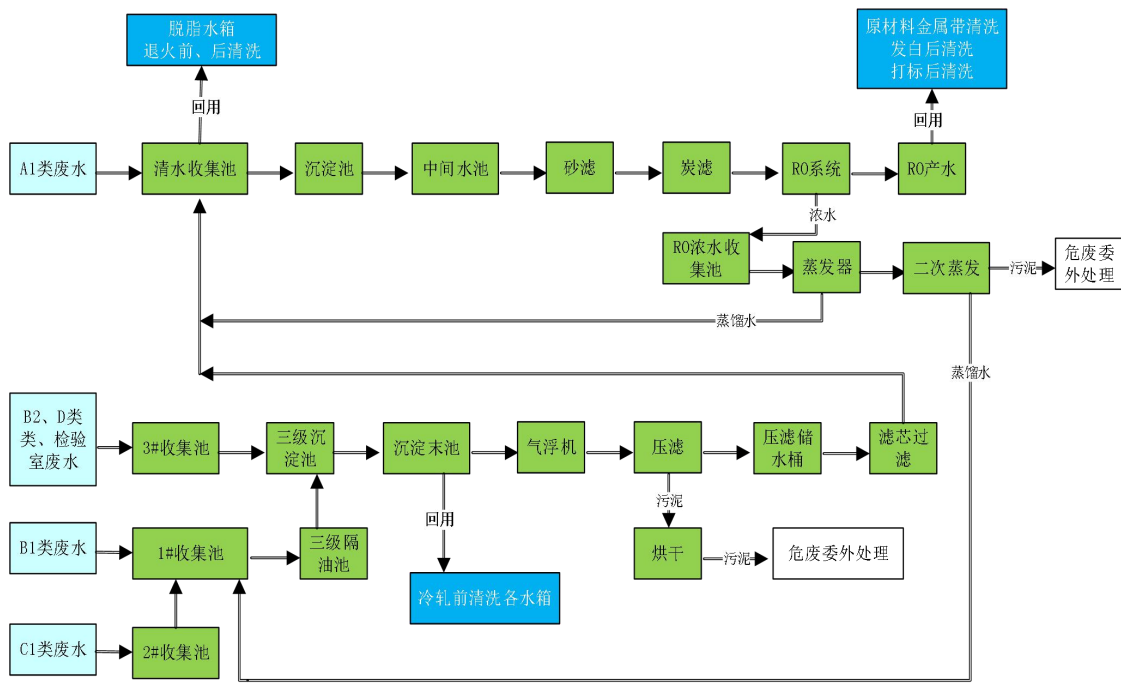 脱脂水箱
退火前、后清洗
原材料金属带清洗
发白后清洗
打标后清洗
回用
回用
A1类废水
清水收集池
沉淀池
中间水池
砂滤
炭滤
RO系统
RO产水
浓水
RO浓水收
集池
蒸发器
二次蒸发
污泥
危废委
外处理
蒸馏水
蒸馏水
B2、D类
类、检验
室废水
3#收集池
三级沉
淀池
沉淀末池
气浮机
压滤
压滤储
水桶
滤芯过
滤
污泥
回用
B1类废水
1#收集池
三级隔
油池
烘干
污泥
危废委外处理
冷轧前清洗各水箱
C1类废水
2#收集池